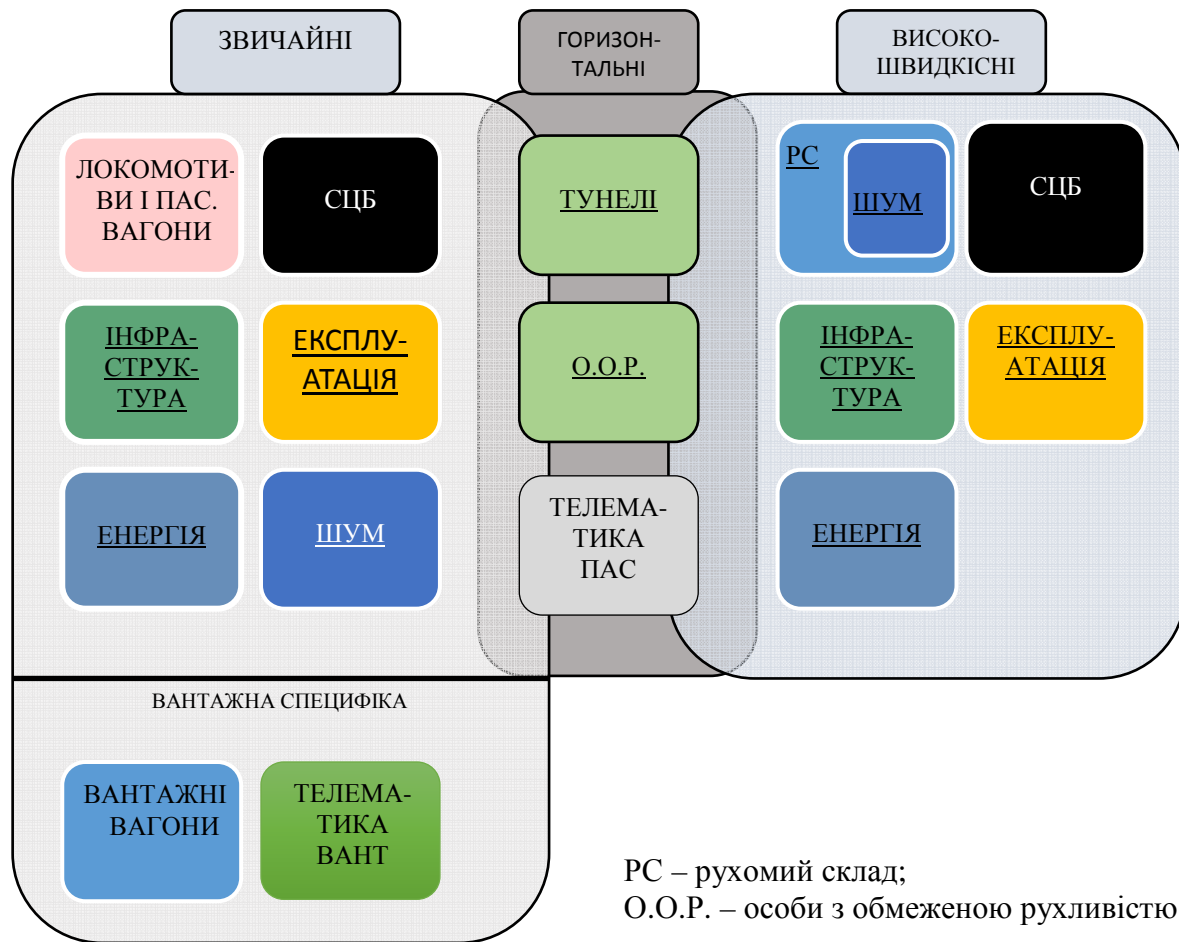 ЗВИЧАЙНІ
ГОРИЗОН-
ТАЛЬНІ
ВИСОКО-
ШВИДКІСНІ
ЛОКОМОТИ-
ВИ І ПАС.
ВАГОНИ
СЦБ
ТУНЕЛІ
РС
ШУМ
СЦБ
ІНФРА-
СТРУК-
ТУРА
ЕКСПЛУ-
АТАЦІЯ
О.О.Р.
ІНФРА-
СТРУК-
ТУРА
ЕКСПЛУ-
АТАЦІЯ
ЕНЕРГІЯ
ШУМ
ТЕЛЕМА-
ТИКА
ПАС
ЕНЕРГІЯ
ВАНТАЖНА СПЕЦИФІКА
ВАНТАЖНІ
ВАГОНИ
ТЕЛЕМА-
ТИКА
ВАНТ
РС – рухомий склад;
О.О.Р. – особи з обмеженою рухливістю